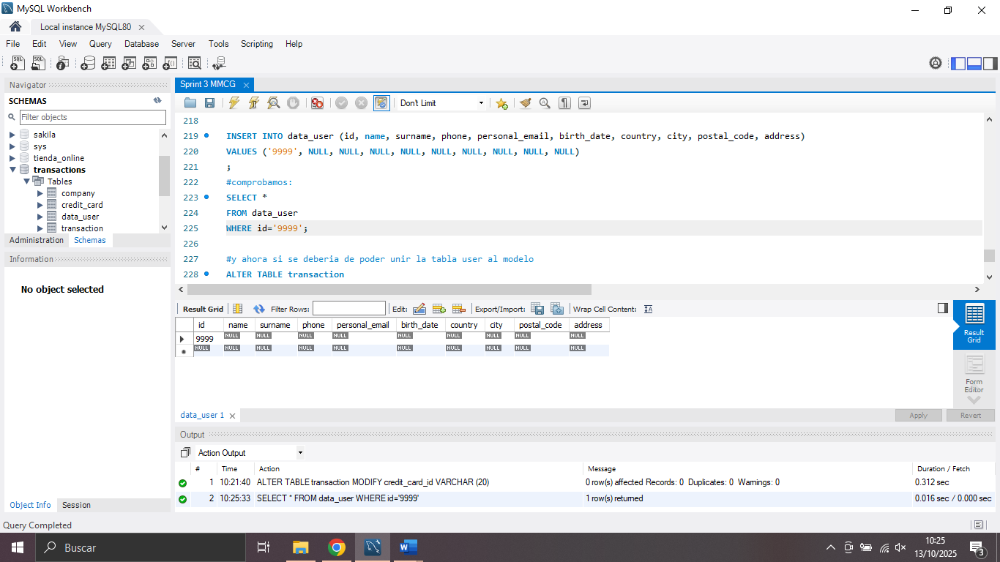 MySQL Workbench
Local instance MySQL80
File Edit View Query Database Server Tools Scripting Help
Navigator
SCHEMAS
Filter objects
sakila
sys
tienda_online
transactions
Tables
company
credit_card
data_user
transaction
Administration Schemas
Information
No object selected
Object Info Session
Sprint 3 MMCG
Don't Limit
218
219 INSERT INTO data_user (id, name, surname, phone, personal_email, birth_date, country, city, postal_code, address)
220 VALUES ('9999', NULL, NULL, NULL, NULL, NULL, NULL, NULL, NULL, NULL)
221 ;
222 #comprobamos:
223 SELECT *
224 FROM data_user
225 WHERE id='9999';
226
227 #y ahora si se deberia de poder unir la tabla user al modelo
228 ALTER TABLE transaction
Result Grid Filter Rows: Edit: Export/Import: Wrap Cell Content:
id name surname phone personal_email birth_date country city postal_code address
9999 NULL NULL NULL NULL NULL NULL NULL NULL NULL
NULL NULL NULL NULL NULL NULL NULL NULL NULL NULL
Result
Grid
Form
Editor
data_user 1
Apply Revert
Output
Action Output
# Time Action Message Duration / Fetch
1 10:21:40 ALTER TABLE transaction MODIFY credit_card_id VARCHAR (20) 0 row(s) affected Records: 0 Duplicates: 0 Warnings: 0 0.312 sec
2 10:25:33 SELECT * FROM data_user WHERE id='9999' 1 row(s) returned 0.016 sec / 0.000 sec
Query Completed
Buscar
10:25
13/10/2025
3